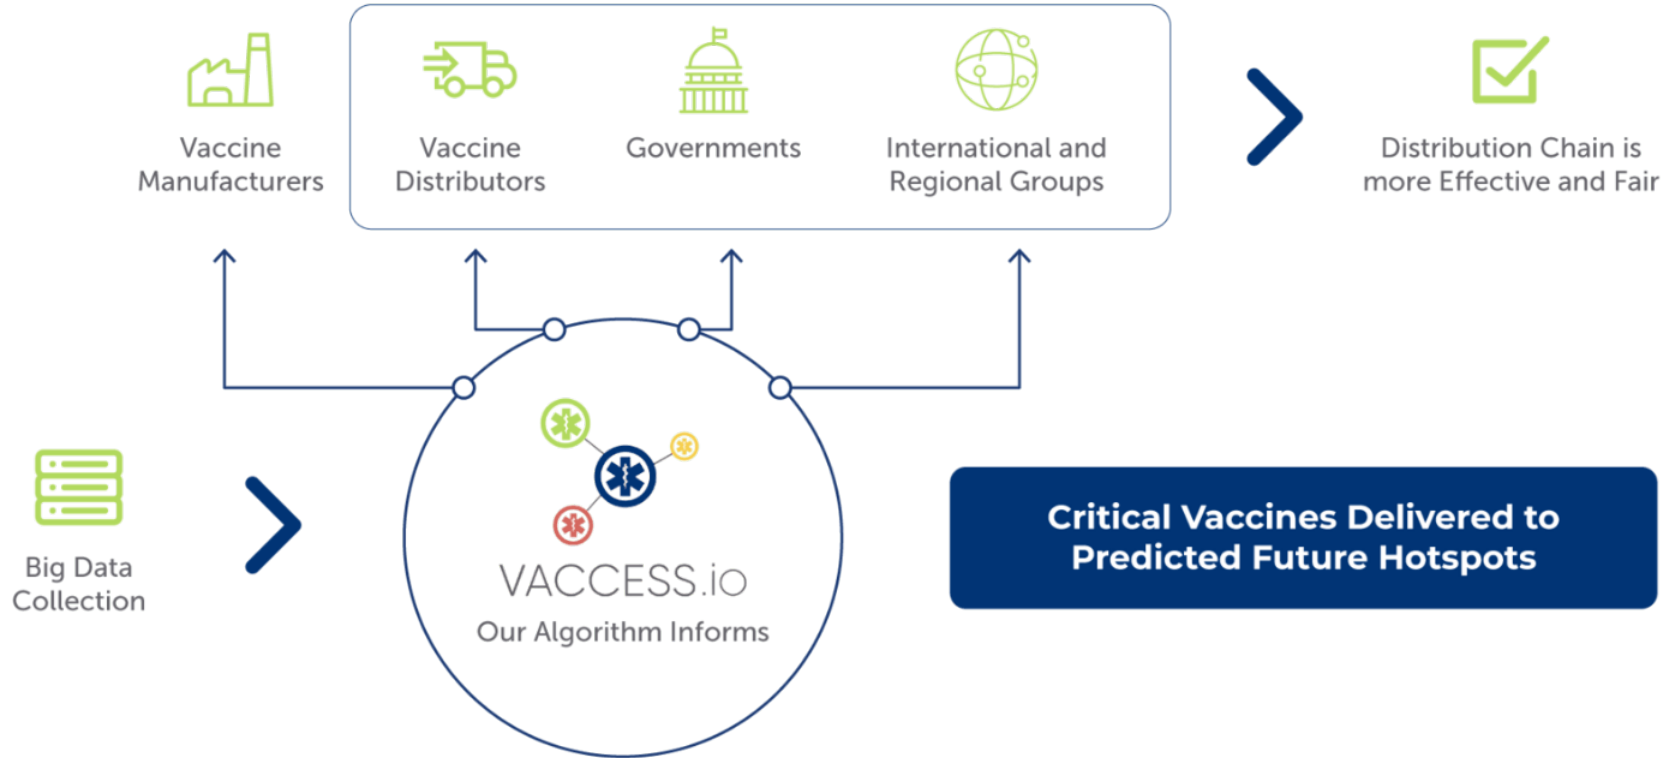 Vaccine
Manufacturers
Vaccine
Distributors
Governments
International and
Regional Groups
Distribution Chain is
more Effective and Fair
Big Data
Collection
VACCESS.io
Our Algorithm Informs
Critical Vaccines Delivered to
Predicted Future Hotspots